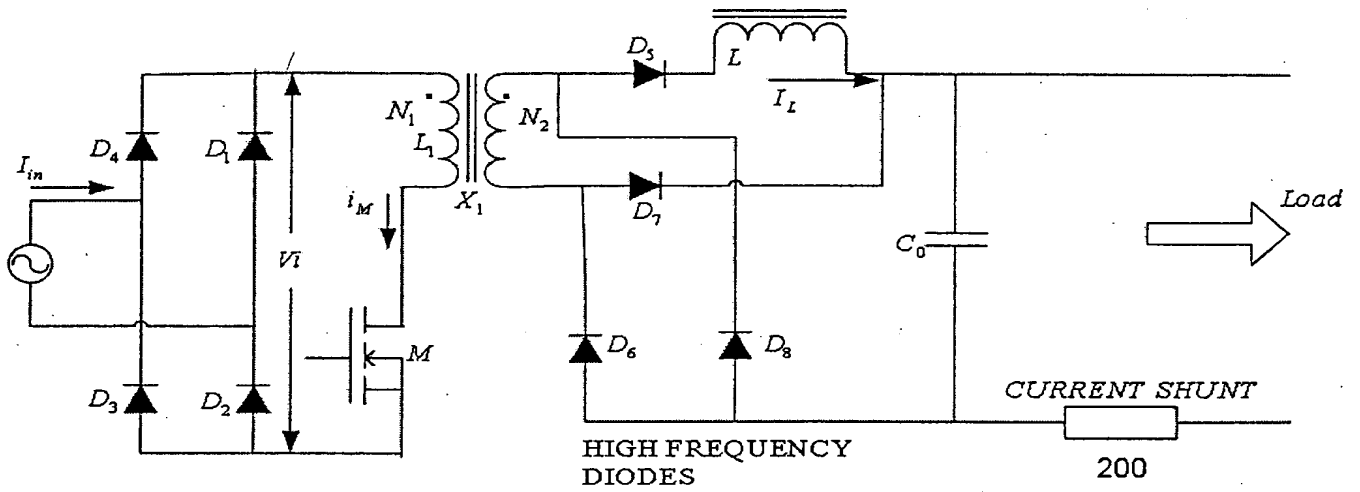 D5
L
IL
N1
L1
N2
D4
D1
Iin
iM
X1
D7
Load
Vi
C0
M
D6
D8
D3
D2
CURRENT SHUNT
HIGH FREQUENCY
DIODES
200